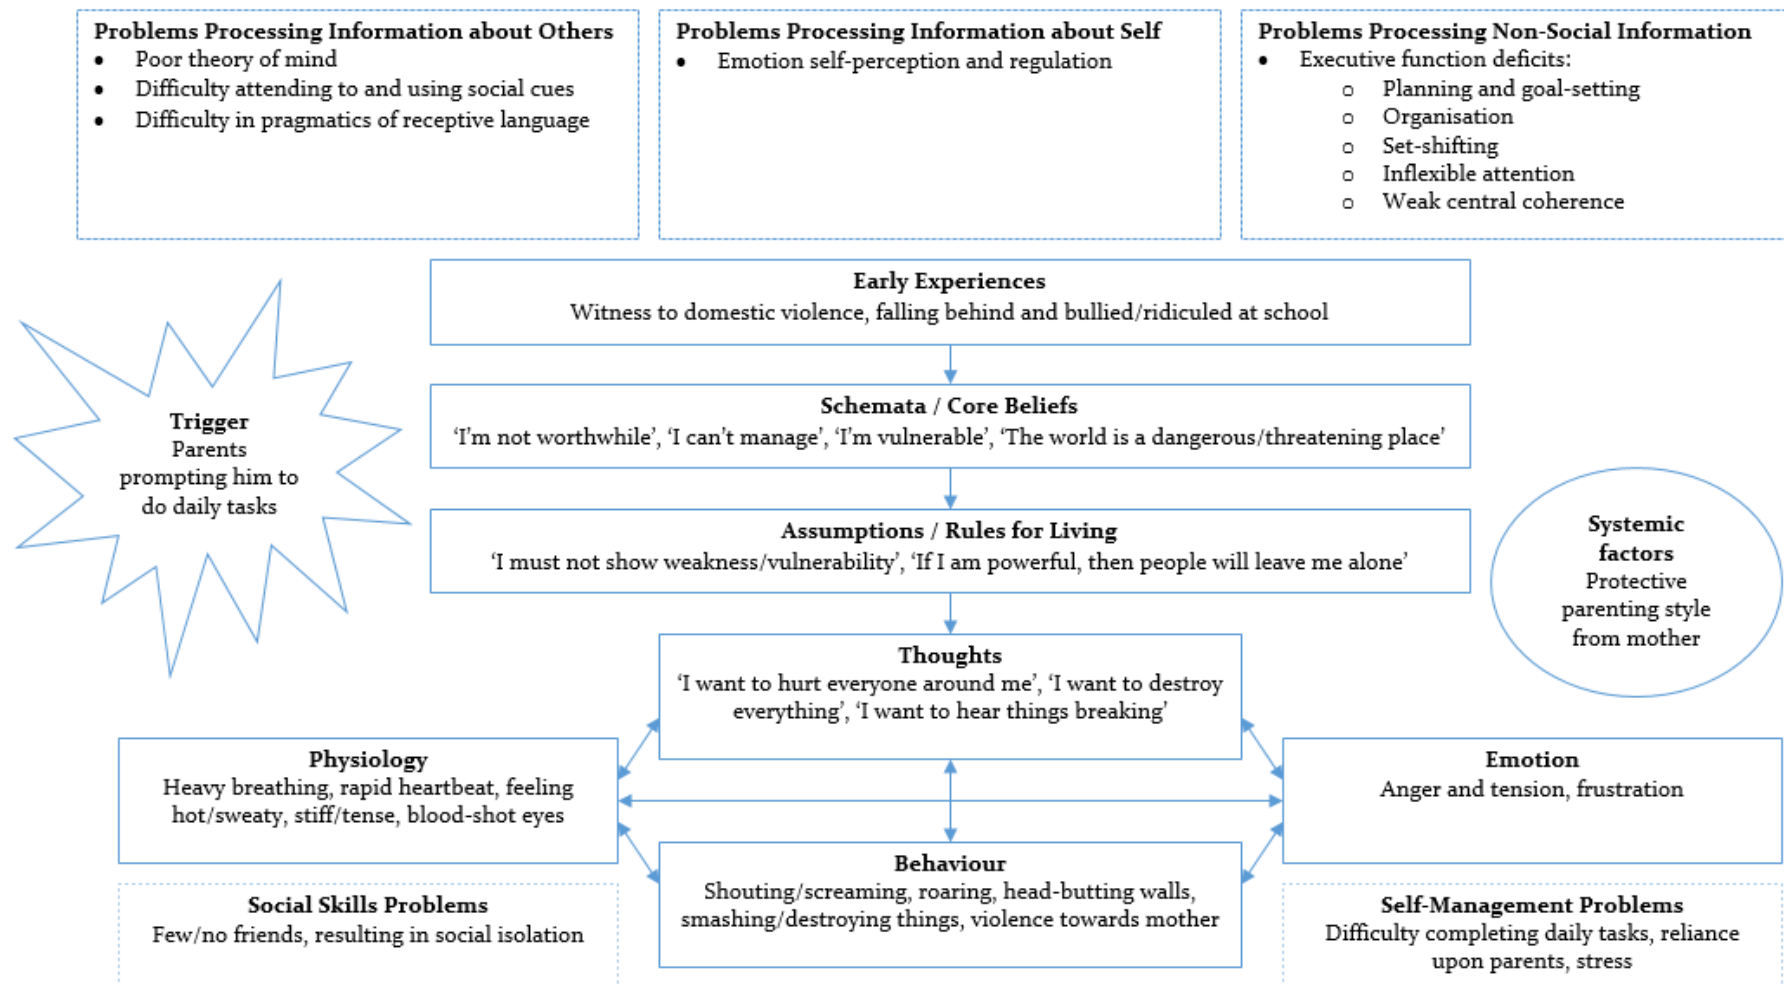 Problems Processing Information about Others
• Poor theory of mind
• Difficulty attending to and using social cues
• Difficulty in pragmatics of receptive language
Problems Processing Information about Self
• Emotion self-perception and regulation
Problems Processing Non-Social Information
• Executive function deficits:
o Planning and goal-setting
o Organisation
o Set-shifting
o Inflexible attention
o Weak central coherence
Early Experiences
Witness to domestic violence, falling behind and bullied/ridiculed at school
Trigger
Parents
prompting him to
do daily tasks
Schemata / Core Beliefs
‘I’m not worthwhile’, ‘I can’t manage’, ‘I’m vulnerable’, ‘The world is a dangerous/threatening place’
Assumptions / Rules for Living
‘I must not show weakness/vulnerability’, ‘If I am powerful, then people will leave me alone’
Systemic
factors
Protective
parenting style
from mother
Thoughts
‘I want to hurt everyone around me’, ‘I want to destroy
everything’, ‘I want to hear things breaking’
Physiology
Heavy breathing, rapid heartbeat, feeling
hot/sweaty, stiff/tense, blood-shot eyes
Emotion
Anger and tension, frustration
Behaviour
Shouting/screaming, roaring, head-butting walls,
smashing/destroying things, violence towards mother
Social Skills Problems
Few/no friends, resulting in social isolation
Self-Management Problems
Difficulty completing daily tasks, reliance
upon parents, stress